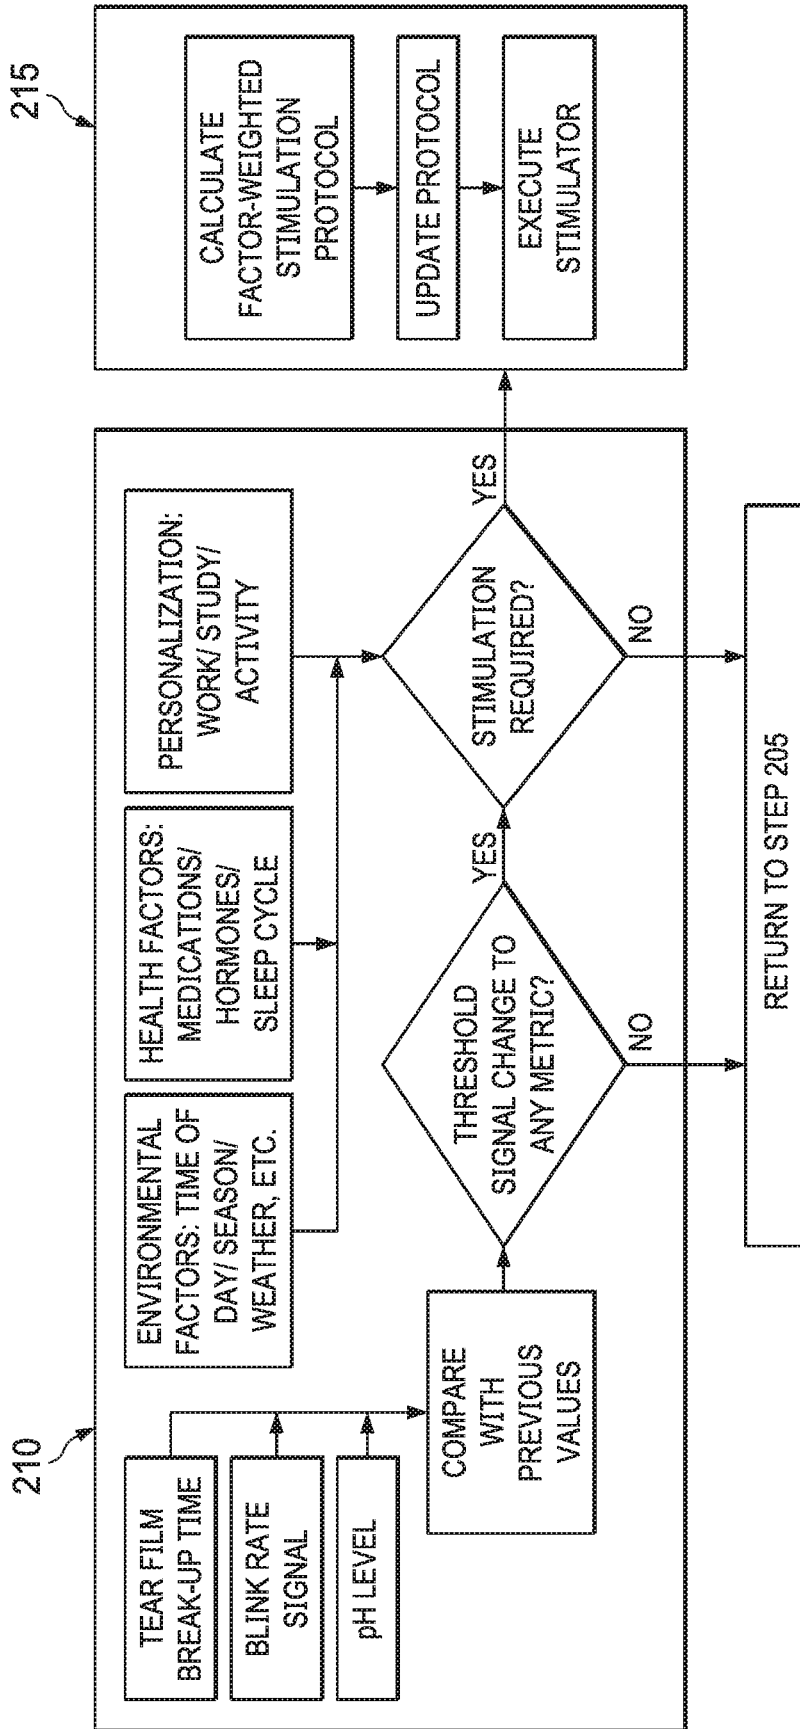 210
TEAR FILM
BREAK-UP TIME
BLINK RATE
SIGNAL
pH LEVEL
COMPARE
WITH
PREVIOUS
VALUES
ENVIRONMENTAL
FACTORS: TIME OF
DAY/ SEASON/
WEATHER, ETC.
HEALTH FACTORS:
MEDICATIONS/
HORMONES/
SLEEP CYCLE
PERSONALIZATION:
WORK/ STUDY/
ACTIVITY
THRESHOLD
SIGNAL CHANGE TO
ANY METRIC?
YES
NO
STIMULATION
REQUIRED?
YES
NO
RETURN TO STEP 205
215
CALCULATE
FACTOR-WEIGHTED
STIMULATION
PROTOCOL
UPDATE PROTOCOL
EXECUTE
STIMULATOR